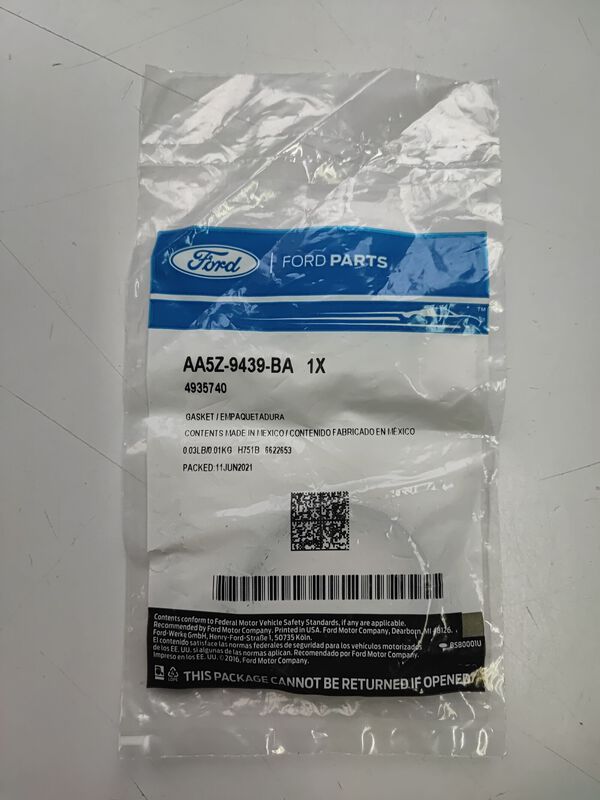 Ford FORD PARTS
TM
AA5Z-9439-BA 1X
4935740
GASKET / EMPAQUETADURA
CONTENTS MADE IN MEXICO / CONTENIDO FABRICADO EN MÉXICO
0.03LB/0.01KG H751B 6622653
PACKED:11JUN2021
Contents conform to Federal Motor Vehicle Safety Standards, if any are applicable.
Recommended by Ford Motor Company. Printed in USA. Ford Motor Company, Dearborn, MI 48126.
Ford-Werke GmbH, Henry-Ford-Straße 1, 50735 Köln.
El contenido satisface las normas federales de seguridad para los vehículos motorizados
de los EE. UU. si algunas de las normas aplican. Recomendado por Ford Motor Company.
Impreso en los EE. UU. © 2016, Ford Motor Company.
BSB0001U
LDPE
THIS PACKAGE CANNOT BE RETURNED IF OPENED